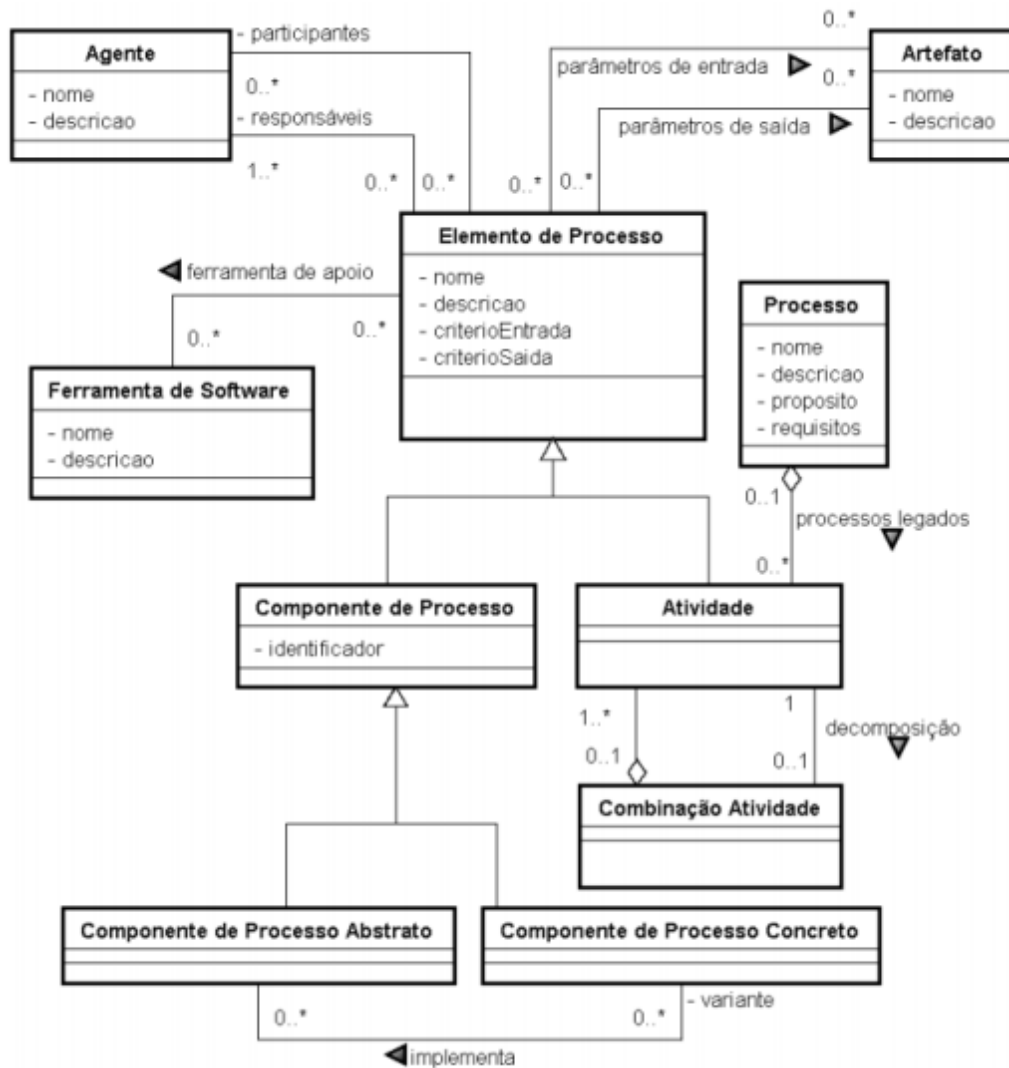 Agente
- nome
- descricao
- participantes
0..*
- responsáveis
1..*
0..*
0..*
0..*
parâmetros de entrada
0..*
parâmetros de saída
0..*
0..*
Artefato
- nome
- descricao
Elemento de Processo
- nome
- descricao
- criterioEntrada
- criterioSaida
ferramenta de apoio
0..*
0..*
Ferramenta de Software
- nome
- descricao
Processo
- nome
- descricao
- proposito
- requisitos
0..1
processos legados
0..*
Componente de Processo
- identificador
Atividade
1..*
0..1
1
decomposição
0..1
Combinação Atividade
Componente de Processo Abstrato
Componente de Processo Concreto
0..*
0..*
- variante
implementa